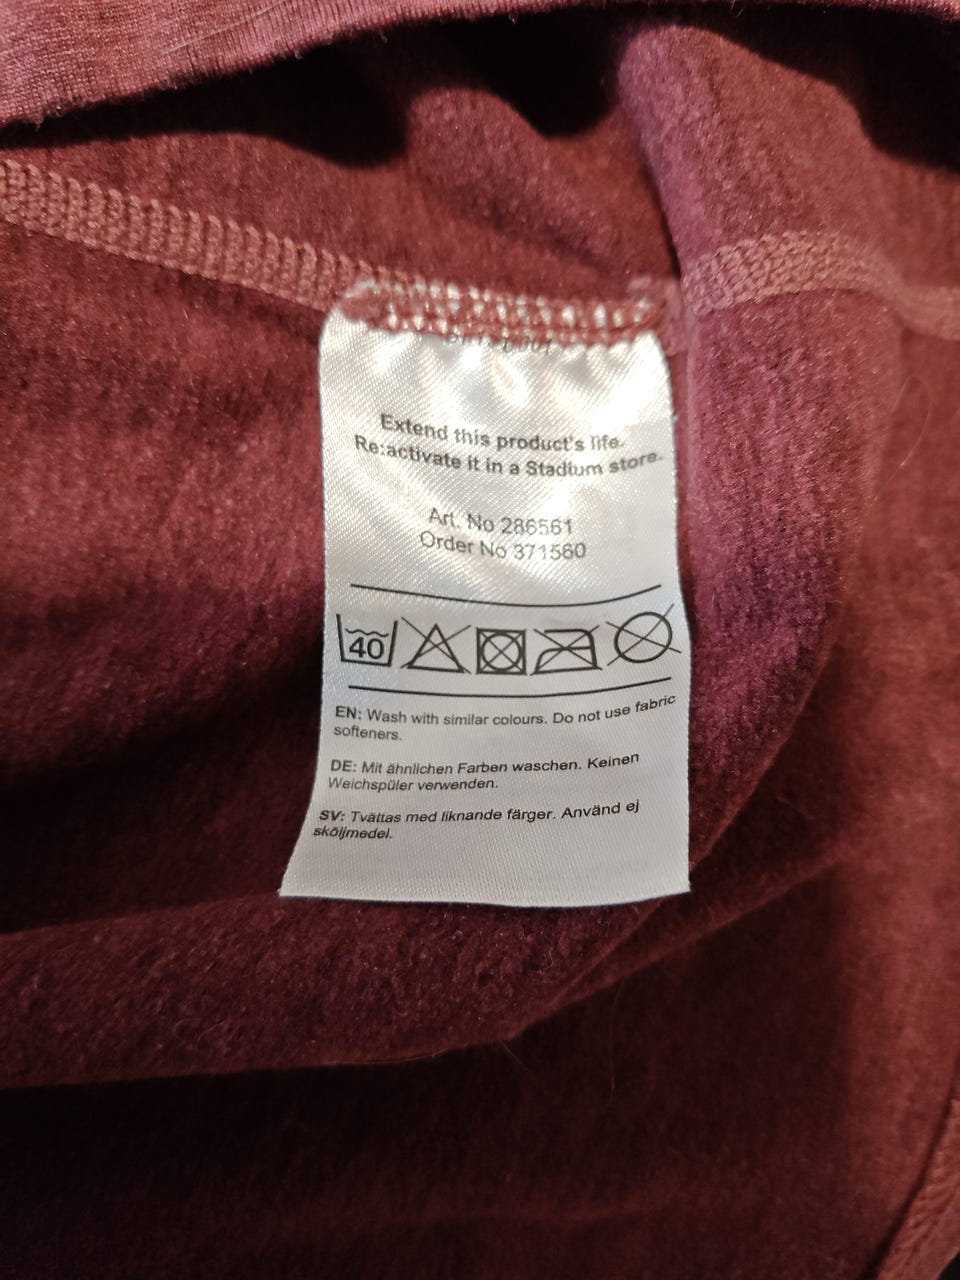 Extend this product's life.
Re:activate it in a Stadium store.
Art. No 286561
Order No 371560
40
EN: Wash with similar colours. Do not use fabric
softeners.
DE: Mit ähnlichen Farben waschen. Keinen
Weichspüler verwenden.
SV: Tvättas med liknande färger. Använd ej
sköljmedel.